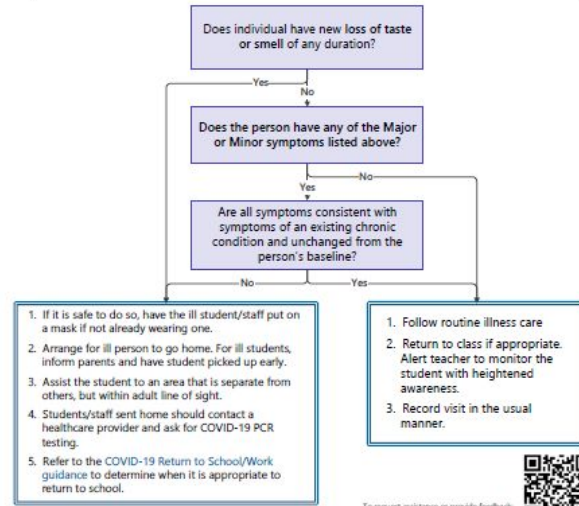 Does individual have new loss of taste
or smell of any duration?
Yes
No
Does the person have any of the Major
or Minor symptoms listed above?
No
Yes
Are all symptoms consistent with
symptoms of an existing chronic
condition and unchanged from the
person's baseline?
No
Yes
1. If it is safe to do so, have the ill student/staff put on
a mask if not already wearing one.
2. Arrange for ill person to go home. For ill students,
inform parents and have student picked up early.
3. Assist the student to an area that is separate from
others, but within adult line of sight.
4. Students/staff sent home should contact a
healthcare provider and ask for COVID-19 PCR
testing.
5. Refer to the COVID-19 Return to School/Work
guidance to determine when it is appropriate to
return to school.
1. Follow routine illness care
2. Return to class if appropriate.
Alert teacher to monitor the
student with heightened
awareness.
3. Record visit in the usual
manner.